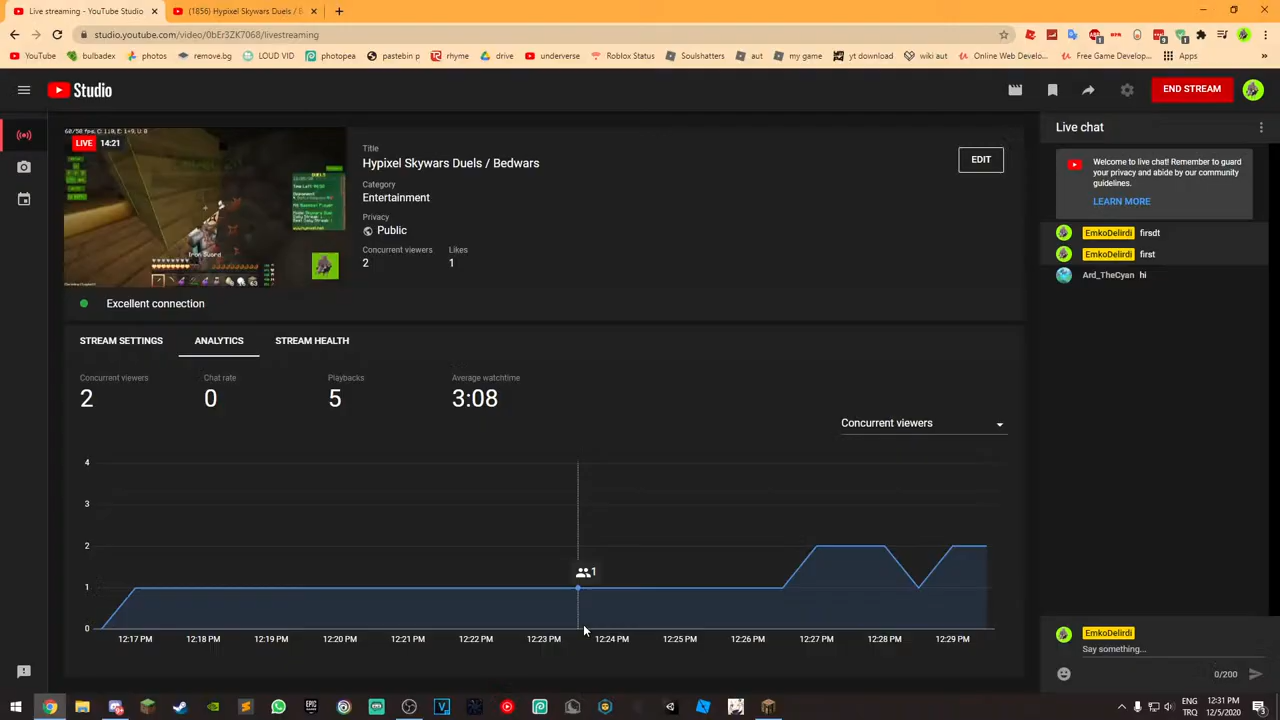 Live streaming - YouTube Studio
(1856) Hypixel Skywars Duels / B
studio.youtube.com/video/0bEr3ZK7068/livestreaming
YouTube
bulbadex
photos
remove.bg
LOUD VID
photopea
pastebin p
rhyme
drive
underverse
Roblox Status
Soulshatters
aut
my game
yt download
wiki aut
Online Web Develo...
Free Game Develop...
Apps
Studio
END STREAM
LIVE 14:21
Iron Sword
Title
Hypixel Skywars Duels / Bedwars
EDIT
Category
Entertainment
Privacy
Public
Concurrent viewers Likes
2 1
Excellent connection
STREAM SETTINGS ANALYTICS STREAM HEALTH
Concurrent viewers Chat rate Playbacks Average watchtime
2 0 5 3:08
Concurrent viewers
4
3
2
1
1
0
12:17 PM 12:18 PM 12:19 PM 12:20 PM 12:21 PM 12:22 PM 12:23 PM 12:24 PM 12:25 PM 12:26 PM 12:27 PM 12:28 PM 12:29 PM
Live chat
Welcome to live chat! Remember to guard
your privacy and abide by our community
guidelines.
LEARN MORE
EmkoDelirdi firsdt
EmkoDelirdi first
Ard_TheCyan hi
EmkoDelirdi
Say something...
0/200
ENG 12:31 PM
TRQ 12/5/2020